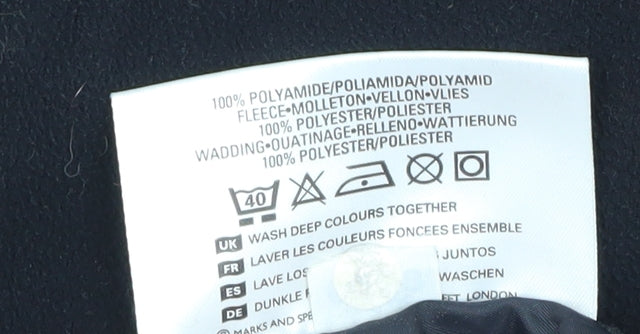 100% POLYAMIDE/POLIAMIDA/POLYAMID
FLEECE•MOLLETON•VELLON•VLIES
100% POLYESTER/POLIESTER
WADDING•OUATINAGE•RELLENO•WATTIERUNG
100% POLYESTER/POLIESTER
40
UK WASH DEEP COLOURS TOGETHER
FR LAVER LES COULEURS FONCEES ENSEMBLE
ES LAVE JUNTOS
DE DUNKLE WASCHEN
MARKS AND LONDON